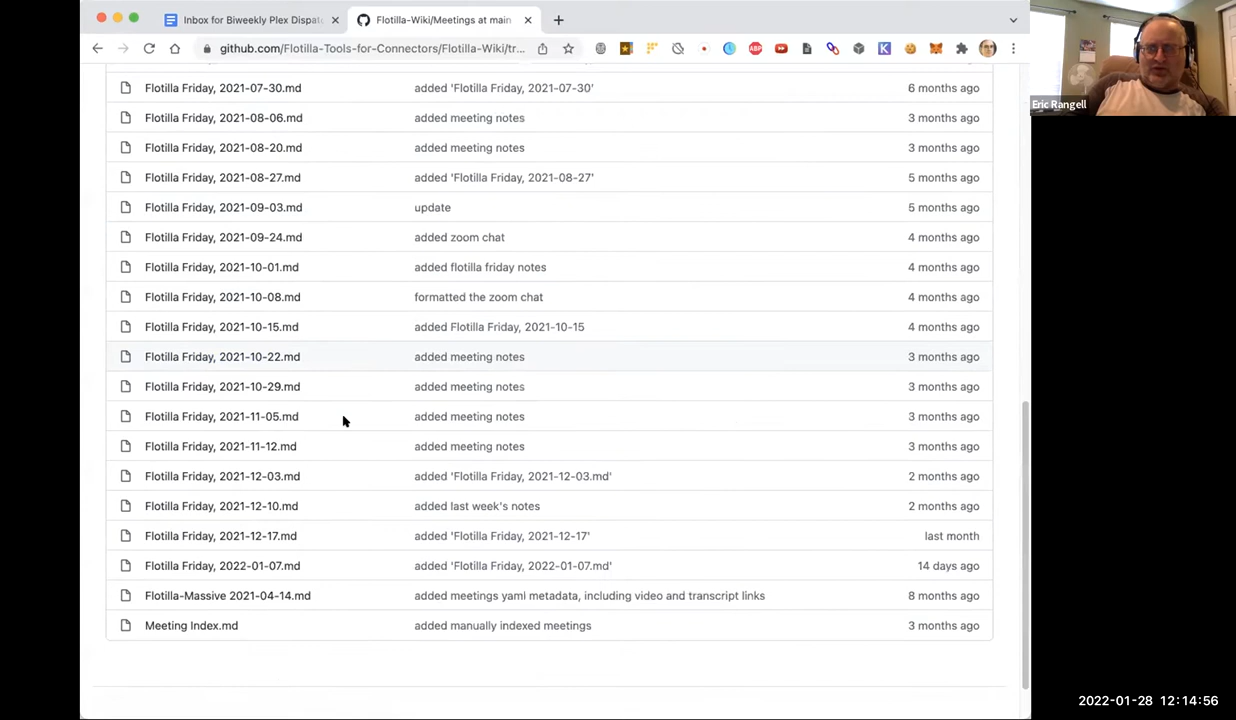 Inbox for Biweekly Plex Dispat
Flotilla-Wiki/Meetings at main
github.com/Flotilla-Tools-for-Connectors/Flotilla-Wiki/tr...
ABP
K
Eric Rangell
Flotilla Friday, 2021-07-30.md added 'Flotilla Friday, 2021-07-30' 6 months ago
Flotilla Friday, 2021-08-06.md added meeting notes 3 months ago
Flotilla Friday, 2021-08-20.md added meeting notes 3 months ago
Flotilla Friday, 2021-08-27.md added 'Flotilla Friday, 2021-08-27' 5 months ago
Flotilla Friday, 2021-09-03.md update 5 months ago
Flotilla Friday, 2021-09-24.md added zoom chat 4 months ago
Flotilla Friday, 2021-10-01.md added flotilla friday notes 4 months ago
Flotilla Friday, 2021-10-08.md formatted the zoom chat 4 months ago
Flotilla Friday, 2021-10-15.md added Flotilla Friday, 2021-10-15 4 months ago
Flotilla Friday, 2021-10-22.md added meeting notes 3 months ago
Flotilla Friday, 2021-10-29.md added meeting notes 3 months ago
Flotilla Friday, 2021-11-05.md added meeting notes 3 months ago
Flotilla Friday, 2021-11-12.md added meeting notes 3 months ago
Flotilla Friday, 2021-12-03.md added 'Flotilla Friday, 2021-12-03.md' 2 months ago
Flotilla Friday, 2021-12-10.md added last week's notes 2 months ago
Flotilla Friday, 2021-12-17.md added 'Flotilla Friday, 2021-12-17' last month
Flotilla Friday, 2022-01-07.md added 'Flotilla Friday, 2022-01-07.md' 14 days ago
Flotilla-Massive 2021-04-14.md added meetings yaml metadata, including video and transcript links 8 months ago
Meeting Index.md added manually indexed meetings 3 months ago
2022-01-28 12:14:56